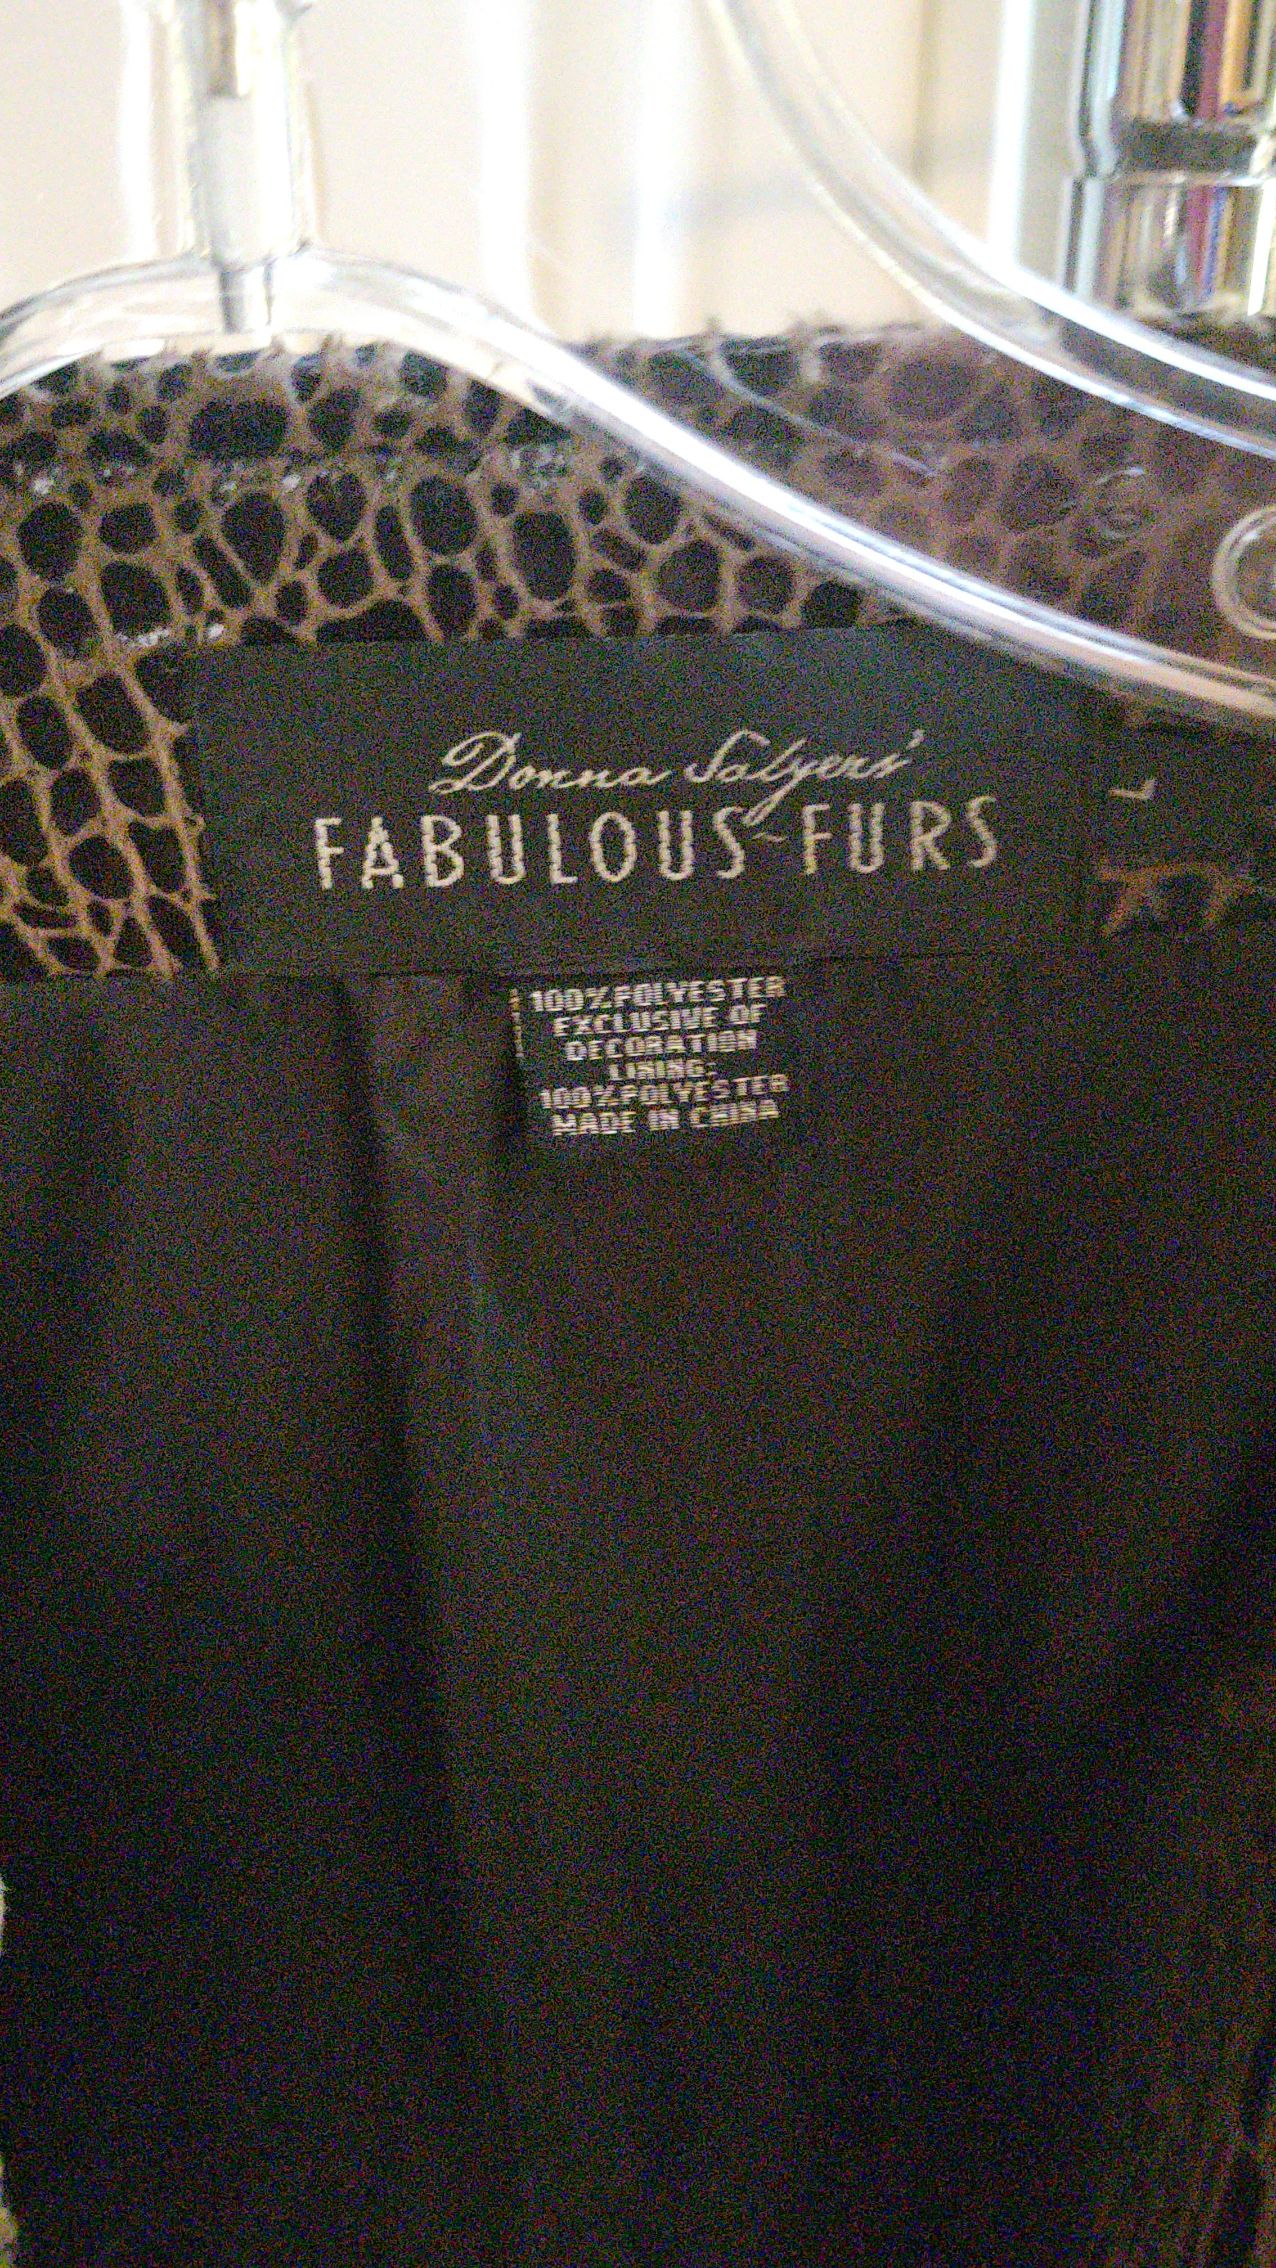 Donna Salyers'
FABULOUS-FURS
L
100% POLYESTER
EXCLUSIVE OF
DECORATION
LINING:
100% POLYESTER
MADE IN CHINA